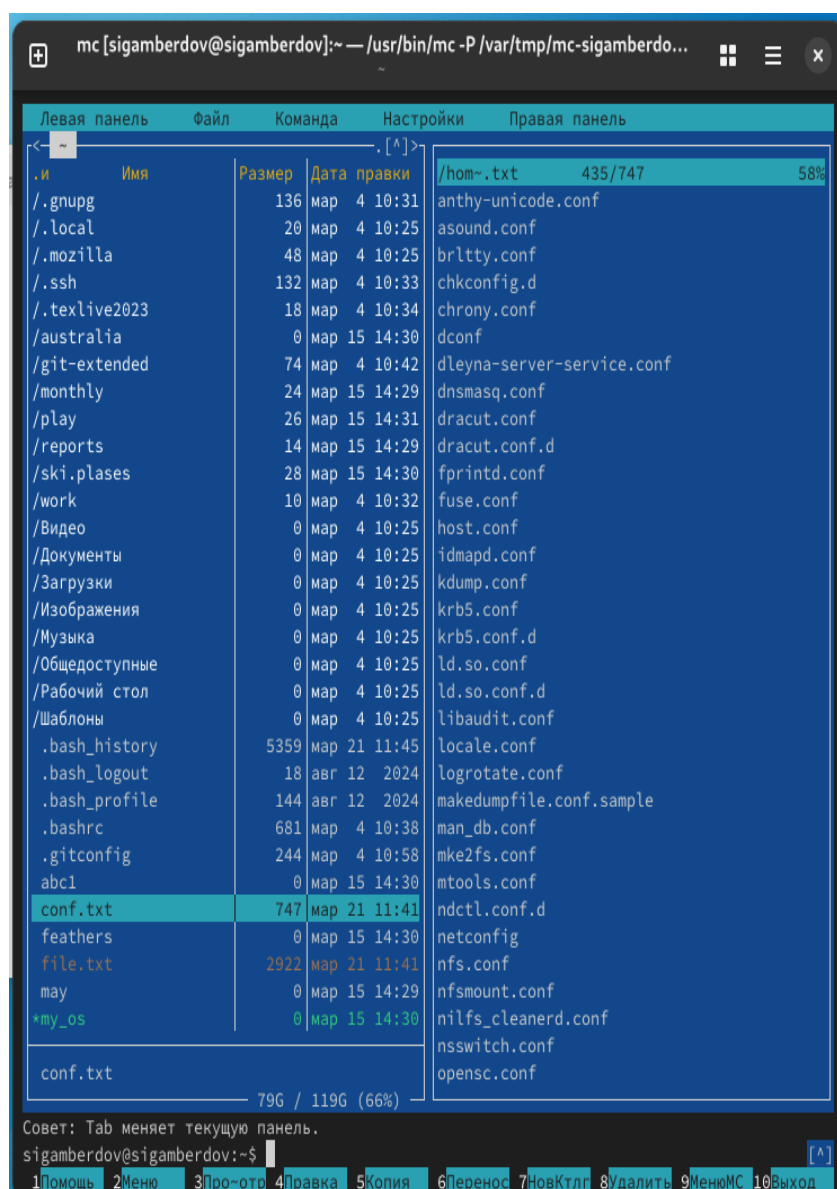 mc [sigamberdov@sigamberdov]:~ — /usr/bin/mc -P /var/tmp/mc-sigamberdo...
~
Левая панель Файл Команда Настройки Правая панель
<- ~ .[^]>
.и Имя Размер Дата правки
/.gnupg 136 мар 4 10:31
/.local 20 мар 4 10:25
/.mozilla 48 мар 4 10:25
/.ssh 132 мар 4 10:33
/.texlive2023 18 мар 4 10:34
/australia 0 мар 15 14:30
/git-extended 74 мар 4 10:42
/monthly 24 мар 15 14:29
/play 26 мар 15 14:31
/reports 14 мар 15 14:29
/ski.plases 28 мар 15 14:30
/work 10 мар 4 10:32
/Видео 0 мар 4 10:25
/Документы 0 мар 4 10:25
/Загрузки 0 мар 4 10:25
/Изображения 0 мар 4 10:25
/Музыка 0 мар 4 10:25
/Общедоступные 0 мар 4 10:25
/Рабочий стол 0 мар 4 10:25
/Шаблоны 0 мар 4 10:25
.bash_history 5359 мар 21 11:45
.bash_logout 18 авг 12 2024
.bash_profile 144 авг 12 2024
.bashrc 681 мар 4 10:38
.gitconfig 244 мар 4 10:58
abc1 0 мар 15 14:30
conf.txt 747 мар 21 11:41
feathers 0 мар 15 14:30
file.txt 2922 мар 21 11:41
may 0 мар 15 14:29
*my_os 0 мар 15 14:30
conf.txt
79G / 119G (66%)
/hom~.txt 435/747 58%
anthy-unicode.conf
asound.conf
brltty.conf
chkconfig.d
chrony.conf
dconf
dleyna-server-service.conf
dnsmasq.conf
dracut.conf
dracut.conf.d
fprintd.conf
fuse.conf
host.conf
idmapd.conf
kdump.conf
krb5.conf
krb5.conf.d
ld.so.conf
ld.so.conf.d
libaudit.conf
locale.conf
logrotate.conf
makedumpfile.conf.sample
man_db.conf
mke2fs.conf
mtools.conf
ndctl.conf.d
netconfig
nfs.conf
nfsmount.conf
nilfs_cleanerd.conf
nsswitch.conf
opensc.conf
Совет: Tab меняет текущую панель.
sigamberdov@sigamberdov:~$ [^]
1Помощь 2Меню 3Про~отр 4Правка 5Копия 6Перенос 7НовКтлг 8Удалить 9МенюМС 10Выход